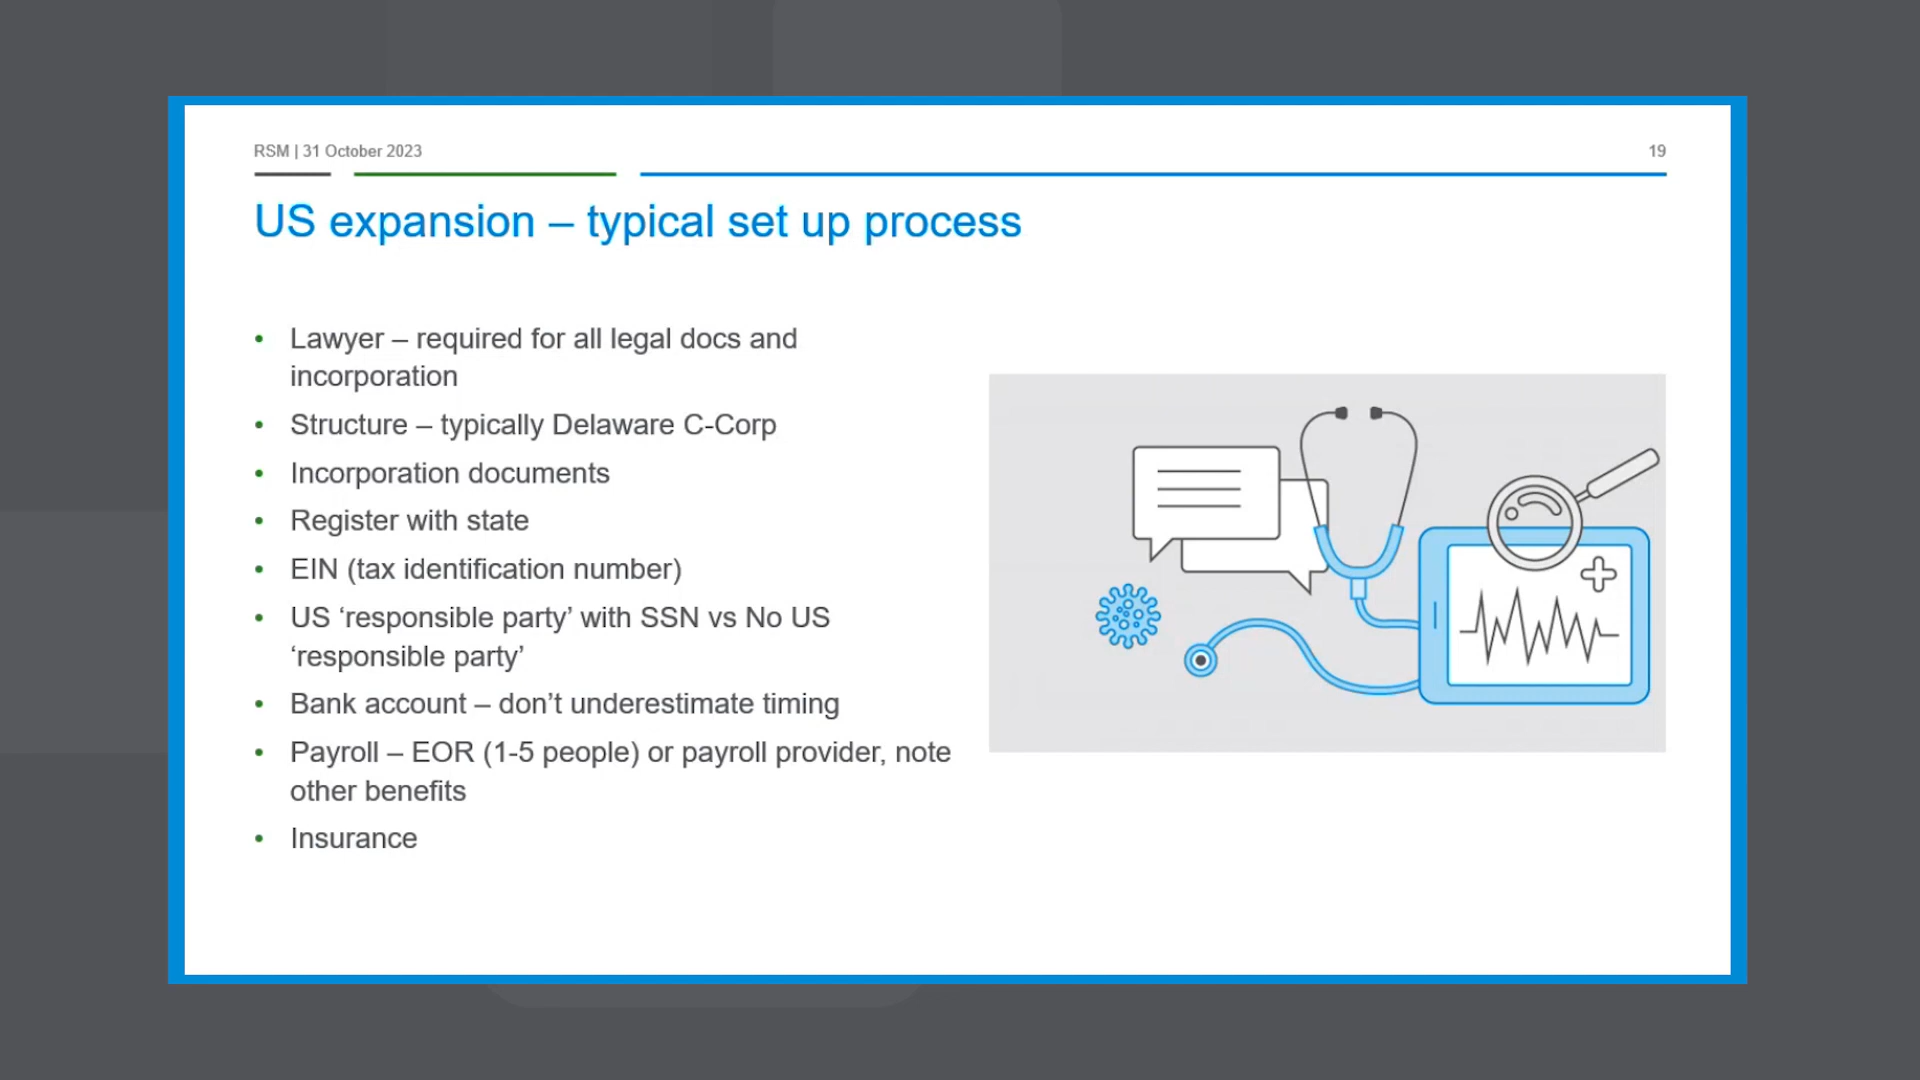 RSM | 31 October 2023
19
US expansion – typical set up process
• Lawyer – required for all legal docs and
incorporation
• Structure – typically Delaware C-Corp
• Incorporation documents
• Register with state
• EIN (tax identification number)
• US ‘responsible party’ with SSN vs No US
‘responsible party’
• Bank account – don’t underestimate timing
• Payroll – EOR (1-5 people) or payroll provider, note
other benefits
• Insurance